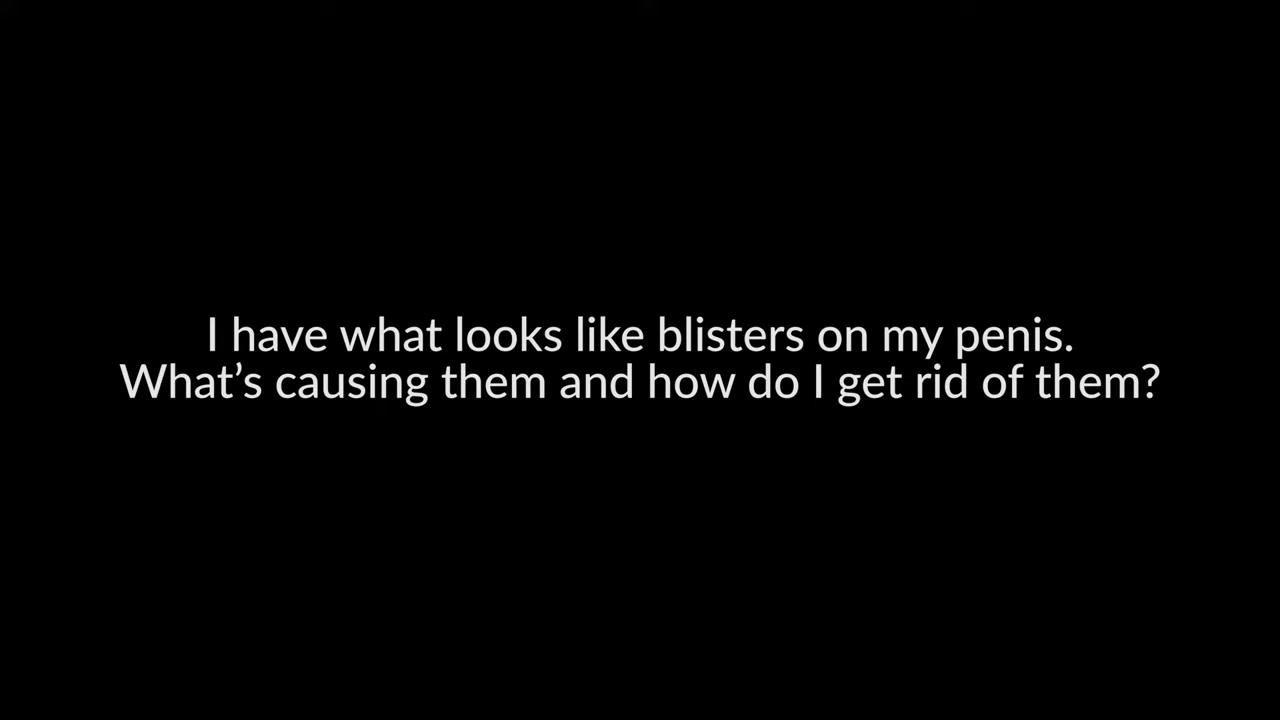 I have what looks like blisters on my penis.
What’s causing them and how do I get rid of them?